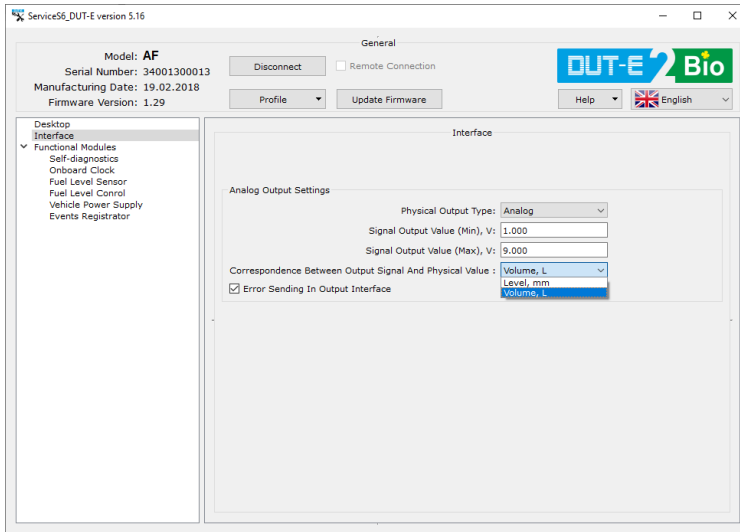 ServiceS6_DUT-E version 5.16
General
Model: AF
Serial Number: 34001300013
Manufacturing Date: 19.02.2018
Firmware Version: 1.29
Disconnect
Remote Connection
Profile
Update Firmware
DUT-E 2 Bio
Help
English
Desktop
Interface
Functional Modules
Self-diagnostics
Onboard Clock
Fuel Level Sensor
Fuel Level Conrol
Vehicle Power Supply
Events Registrator
Interface
Analog Output Settings
Physical Output Type: Analog
Signal Output Value (Min), V: 1.000
Signal Output Value (Max), V: 9.000
Correspondence Between Output Signal And Physical Value : Volume, L
Level, mm
Volume, L
Error Sending In Output Interface